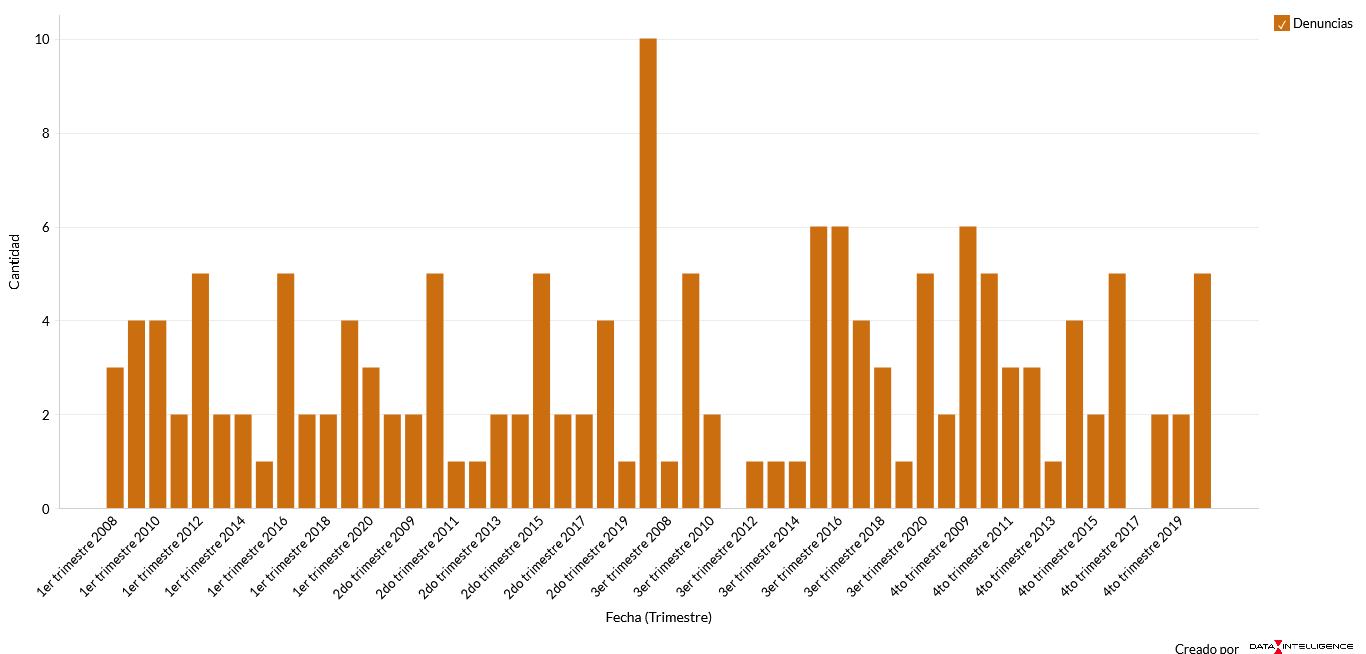 Denuncias
10
8
6
4
2
0
Cantidad
1er trimestre 2008
1er trimestre 2010
1er trimestre 2012
1er trimestre 2014
1er trimestre 2016
1er trimestre 2018
1er trimestre 2020
2do trimestre 2009
2do trimestre 2011
2do trimestre 2013
2do trimestre 2015
2do trimestre 2017
2do trimestre 2019
3er trimestre 2008
3er trimestre 2010
3er trimestre 2012
3er trimestre 2014
3er trimestre 2016
3er trimestre 2018
3er trimestre 2020
4to trimestre 2009
4to trimestre 2011
4to trimestre 2013
4to trimestre 2015
4to trimestre 2017
4to trimestre 2019
Fecha (Trimestre)
Creado por DATA INTELLIGENCE